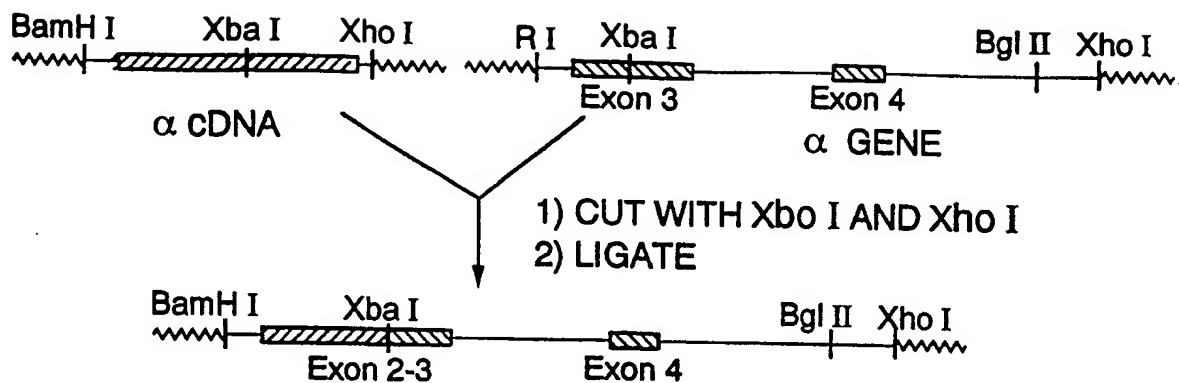 BamH I Xba I Xho I R I Xba I Bgl II Xho I
Exon 3 Exon 4
α cDNA α GENE
1) CUT WITH Xbo I AND Xho I
2) LIGATE
BamH I Xba I Bgl II Xho I
Exon 2-3 Exon 4